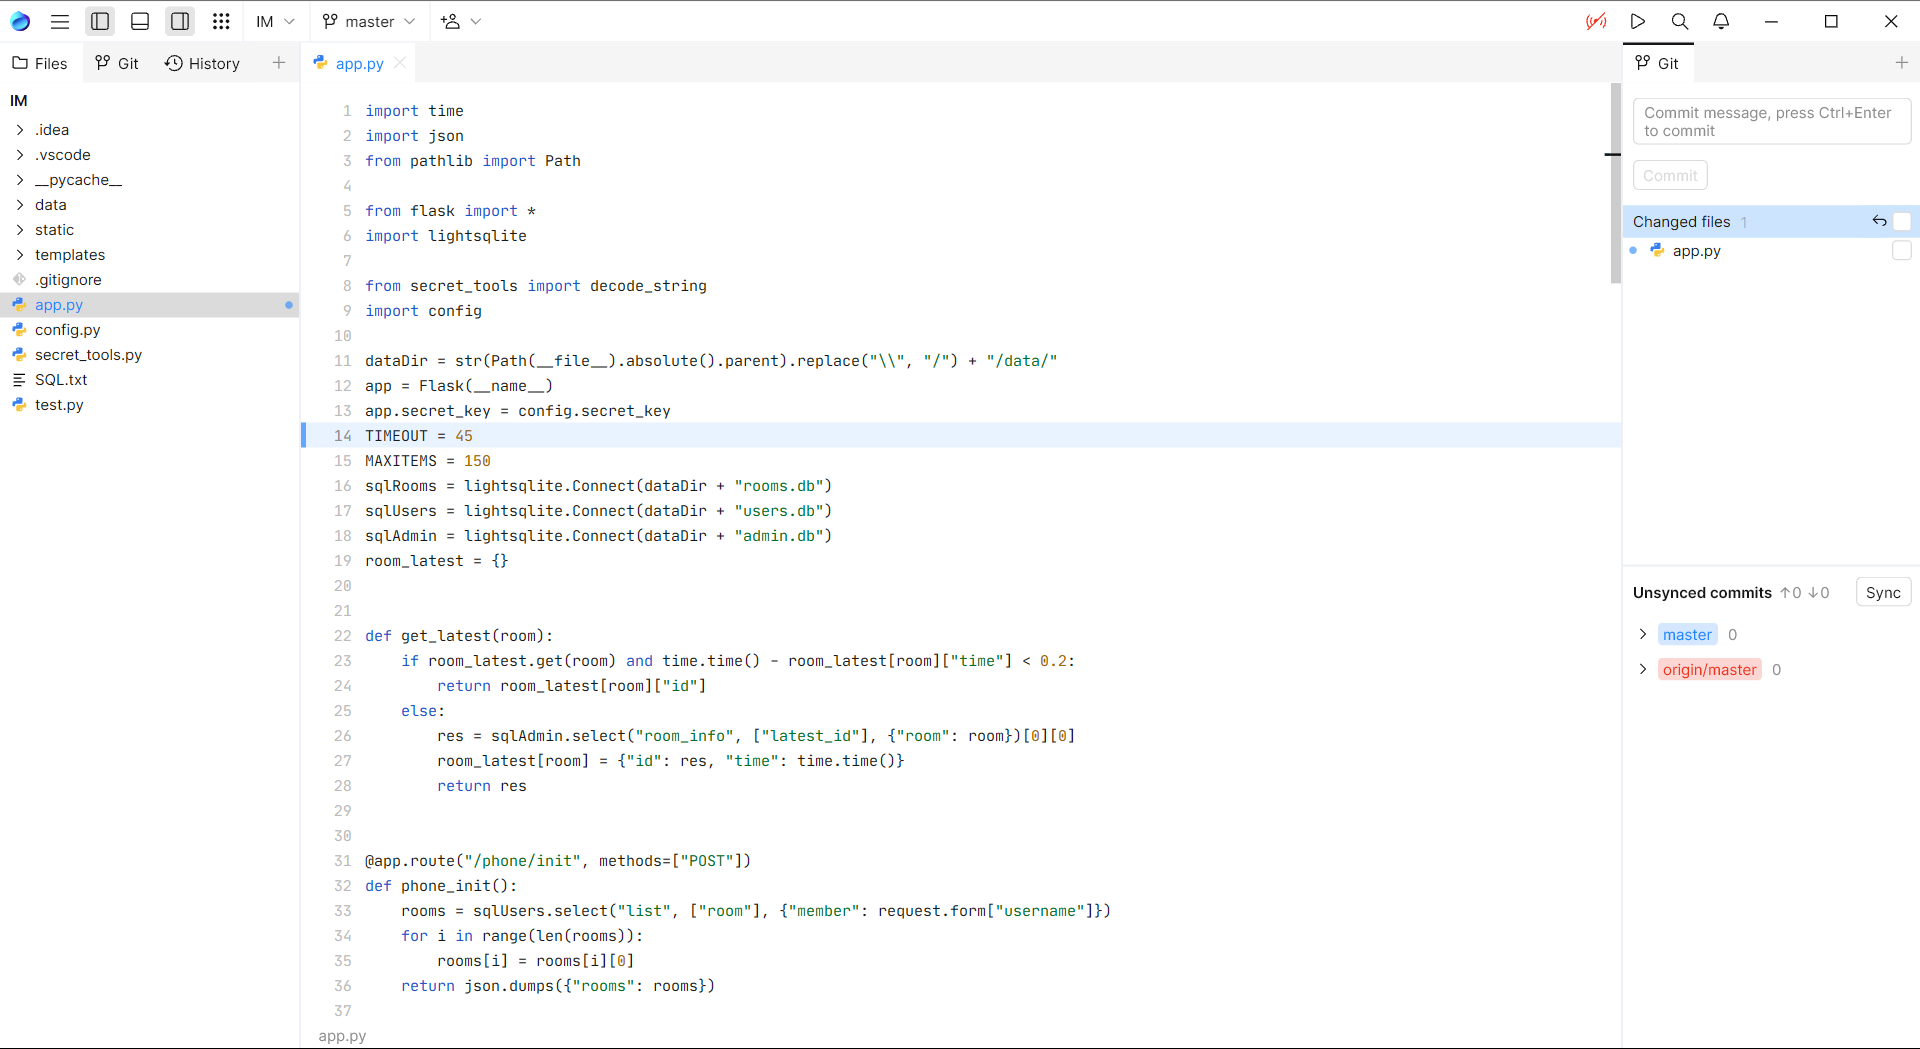 IM
master
Files
Git
History
app.py
Git
IM
.idea
.vscode
__pycache__
data
static
templates
.gitignore
app.py
config.py
secret_tools.py
SQL.txt
test.py
1 import time
2 import json
3 from pathlib import Path
4
5 from flask import *
6 import lightsqlite
7
8 from secret_tools import decode_string
9 import config
10
11 dataDir = str(Path(__file__).absolute().parent).replace("\\", "/") + "/data/"
12 app = Flask(__name__)
13 app.secret_key = config.secret_key
14 TIMEOUT = 45
15 MAXITEMS = 150
16 sqlRooms = lightsqlite.Connect(dataDir + "rooms.db")
17 sqlUsers = lightsqlite.Connect(dataDir + "users.db")
18 sqlAdmin = lightsqlite.Connect(dataDir + "admin.db")
19 room_latest = {}
20
21
22 def get_latest(room):
23     if room_latest.get(room) and time.time() - room_latest[room]["time"] < 0.2:
24         return room_latest[room]["id"]
25     else:
26         res = sqlAdmin.select("room_info", ["latest_id"], {"room": room})[0][0]
27         room_latest[room] = {"id": res, "time": time.time()}
28         return res
29
30
31 @app.route("/phone/init", methods=["POST"])
32 def phone_init():
33     rooms = sqlUsers.select("list", ["room"], {"member": request.form["username"]})
34     for i in range(len(rooms)):
35         rooms[i] = rooms[i][0]
36     return json.dumps({"rooms": rooms})
37
app.py
Commit message, press Ctrl+Enter
to commit
Commit
Changed files 1
app.py
Unsynced commits ↑0 ↓0
Sync
master 0
origin/master 0